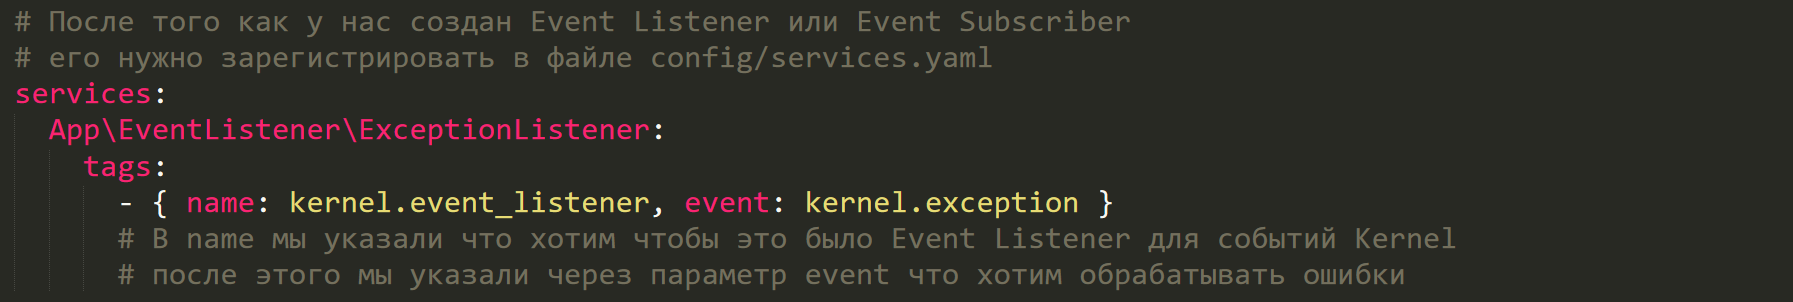 # После того как у нас создан Event Listener или Event Subscriber
# его нужно зарегистрировать в файле config/services.yaml
services:
  App\EventListener\ExceptionListener:
    tags:
      - { name: kernel.event_listener, event: kernel.exception }
      # В name мы указали что хотим чтобы это было Event Listener для событий Kernel
      # после этого мы указали через параметр event что хотим обрабатывать ошибки